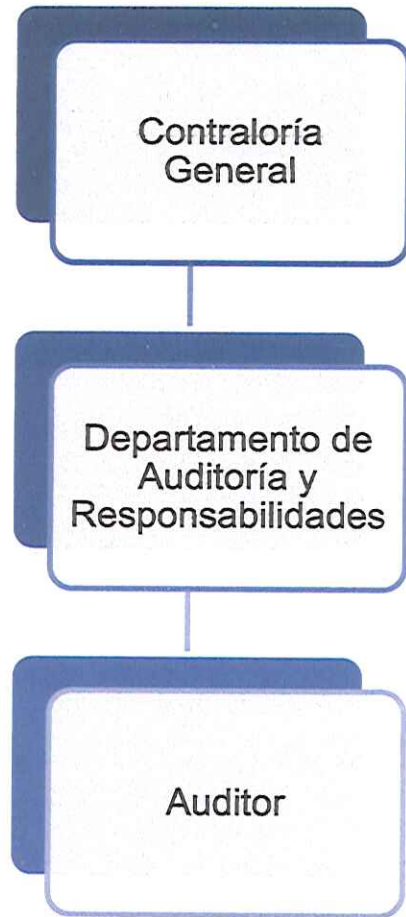 Contraloría
General
Departamento de
Auditoría y
Responsabilidades
Auditor